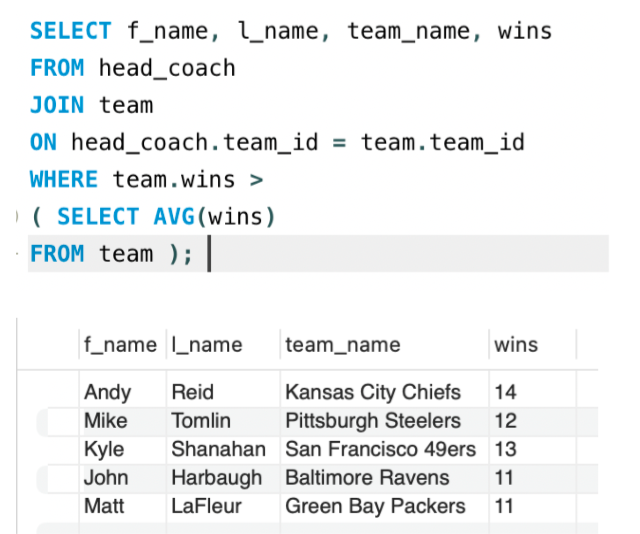 SELECT f_name, l_name, team_name, wins
FROM head_coach
JOIN team
ON head_coach.team_id = team.team_id
WHERE team.wins >
( SELECT AVG(wins)
FROM team );
f_name l_name team_name wins
Andy Reid Kansas City Chiefs 14
Mike Tomlin Pittsburgh Steelers 12
Kyle Shanahan San Francisco 49ers 13
John Harbaugh Baltimore Ravens 11
Matt LaFleur Green Bay Packers 11